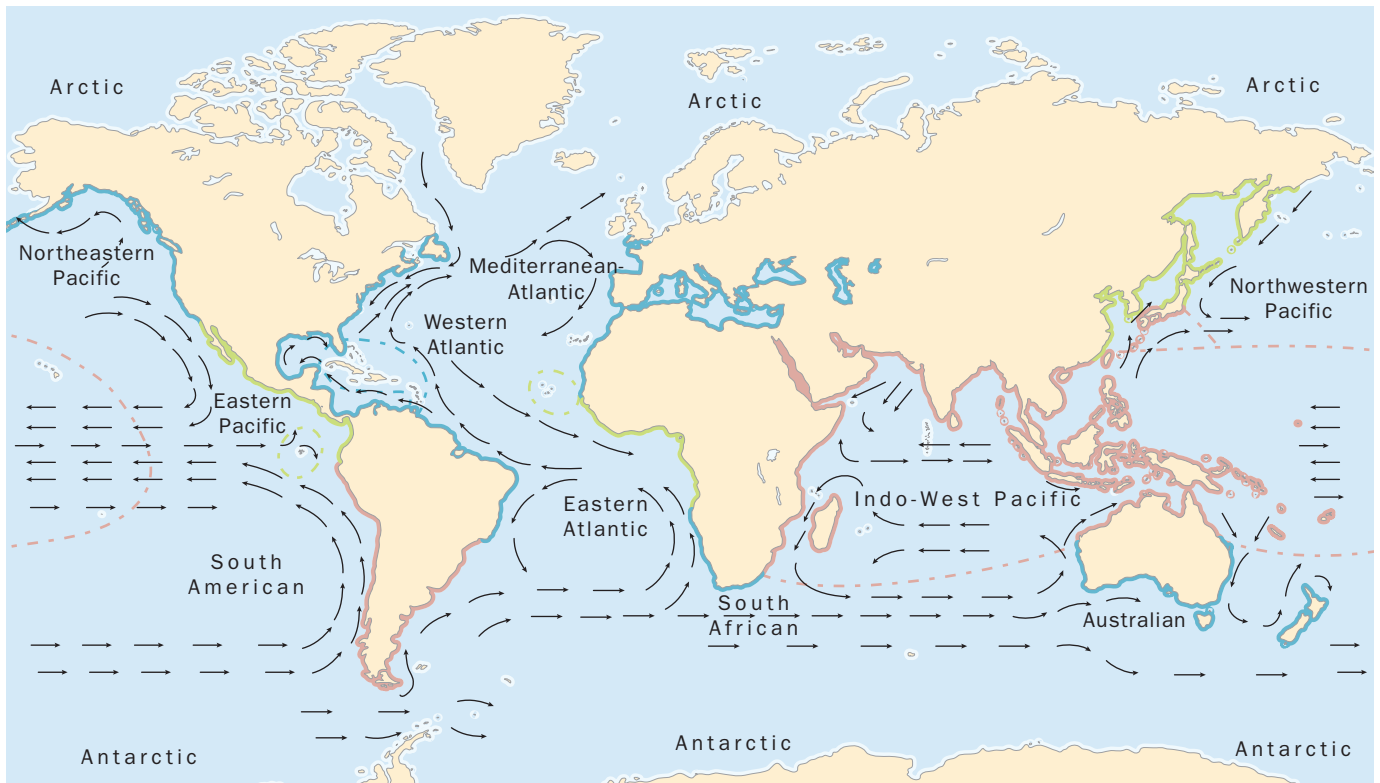 Arctic
Arctic
Arctic
Northeastern
Pacific
Mediterranean-
Atlantic
Northwestern
Pacific
Western
Atlantic
Eastern
Pacific
Eastern
Atlantic
Indo-West Pacific
South
American
South
African
Australian
Antarctic
Antarctic
Antarctic